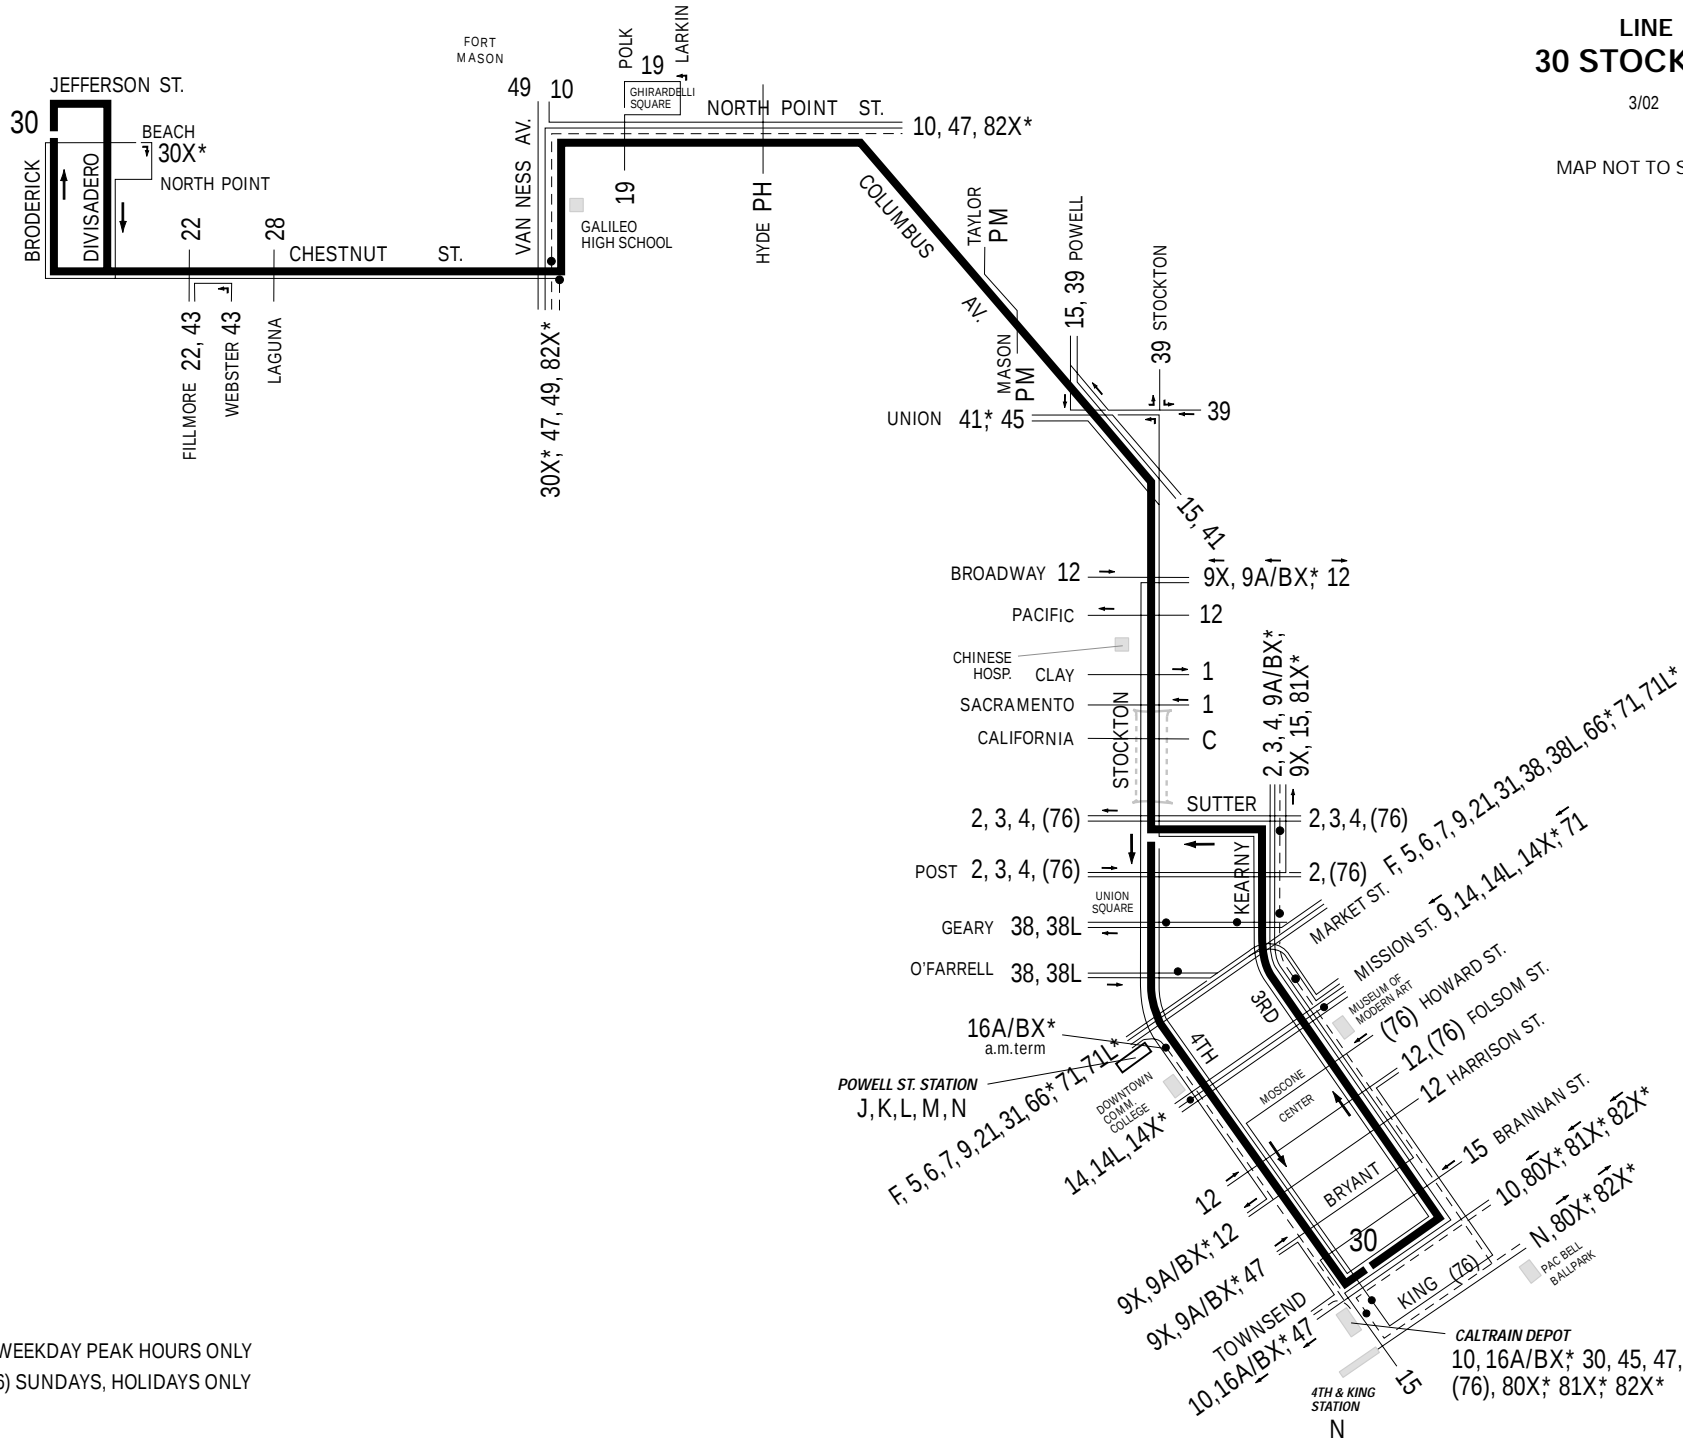 LINE
30 STOCK
3/02
MAP NOT TO S
FORT
MASON
POLK
LARKIN
19
GHIRARDELLI
SQUARE
49
10
JEFFERSON ST.
30
BEACH
30X*
NORTH POINT
BRODERICK
DIVISADERO
VAN NESS AV.
NORTH POINT ST.
10, 47, 82X*
19
HYDE PH
GALILEO
HIGH SCHOOL
22
28
CHESTNUT ST.
FILLMORE 22, 43
WEBSTER 43
LAGUNA
30X,* 47, 49, 82X*
COLUMBUS
AV.
TAYLOR
PM
MASON
PM
15, 39 POWELL
39 STOCKTON
UNION 41,* 45
39
15, 41
BROADWAY 12
9X, 9A/BX,* 12
PACIFIC
12
CHINESE
HOSP.
CLAY
1
SACRAMENTO
1
CALIFORNIA
C
STOCKTON
2, 3, 4, 9A/BX*,
9X, 15, 81X*
SUTTER
2, 3, 4, (76)
2, 3, 4, (76)
POST 2, 3, 4, (76)
2, (76)
KEARNY
UNION
SQUARE
GEARY 38, 38L
O'FARRELL 38, 38L
MARKET ST. F, 5, 6, 7, 9, 21, 31, 38, 38L, 66,* 71, 71L*
MISSION ST. 9, 14, 14L, 14X,* 71
MUSEUM OF
MODERN ART
(76) HOWARD ST.
12, (76) FOLSOM ST.
12 HARRISON ST.
15 BRANNAN ST.
10, 80X,* 81X,* 82X*
N, 80X,* 82X*
PAC BELL
BALLPARK
3RD
4TH
16A/BX*
a.m.term
POWELL ST. STATION
J, K, L, M, N
F, 5, 6, 7, 9, 21, 31, 66,* 71, 71L*
DOWNTOWN
COMM.
COLLEGE
14, 14L, 14X*
MOSCONE
CENTER
12
BRYANT
9X, 9A/BX,* 12
9X, 9A/BX,* 47
30
TOWNSEND
10, 16A/BX,* 47
KING (76)
CALTRAIN DEPOT
10, 16A/BX,* 30, 45, 47,
(76), 80X,* 81X,* 82X*
15
4TH & KING
STATION
N
WEEKDAY PEAK HOURS ONLY
6) SUNDAYS, HOLIDAYS ONLY